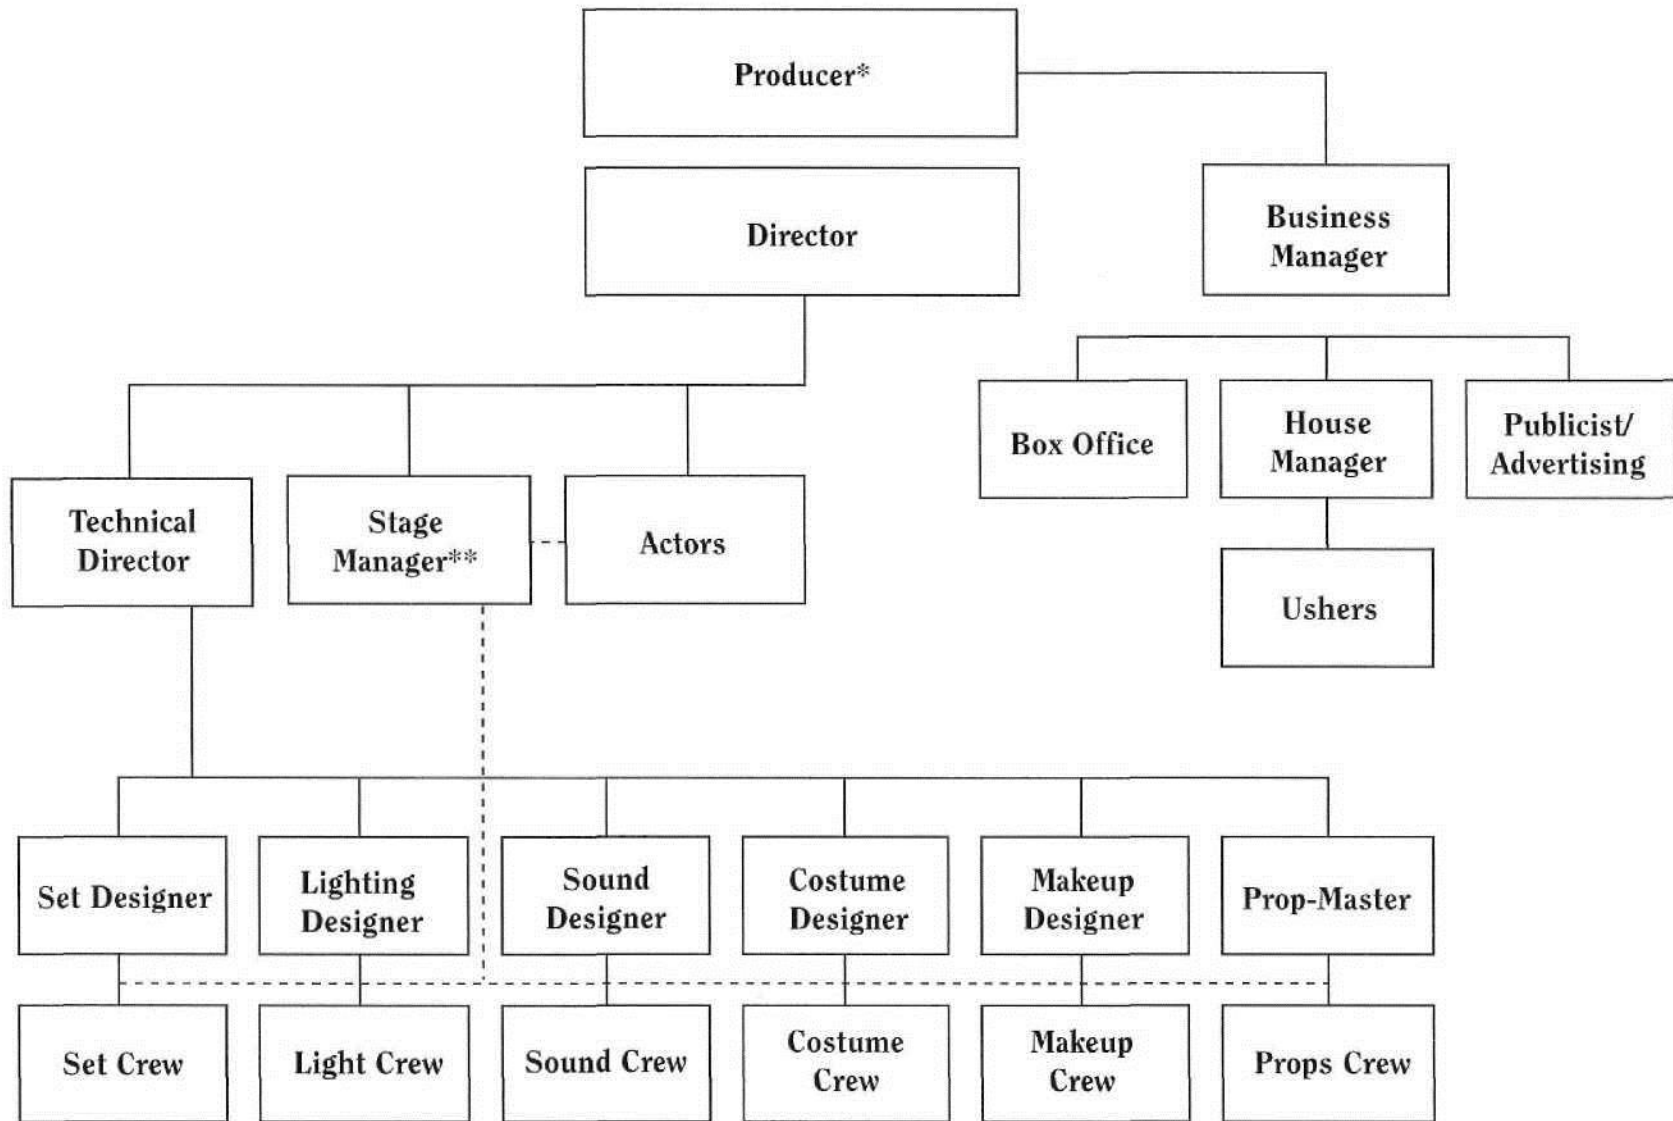 Producer*
Director
Business
Manager
Box Office
House
Manager
Publicist/
Advertising
Technical
Director
Stage
Manager**
Actors
Ushers
Set Designer
Lighting
Designer
Sound
Designer
Costume
Designer
Makeup
Designer
Prop-Master
Set Crew
Light Crew
Sound Crew
Costume
Crew
Makeup
Crew
Props Crew